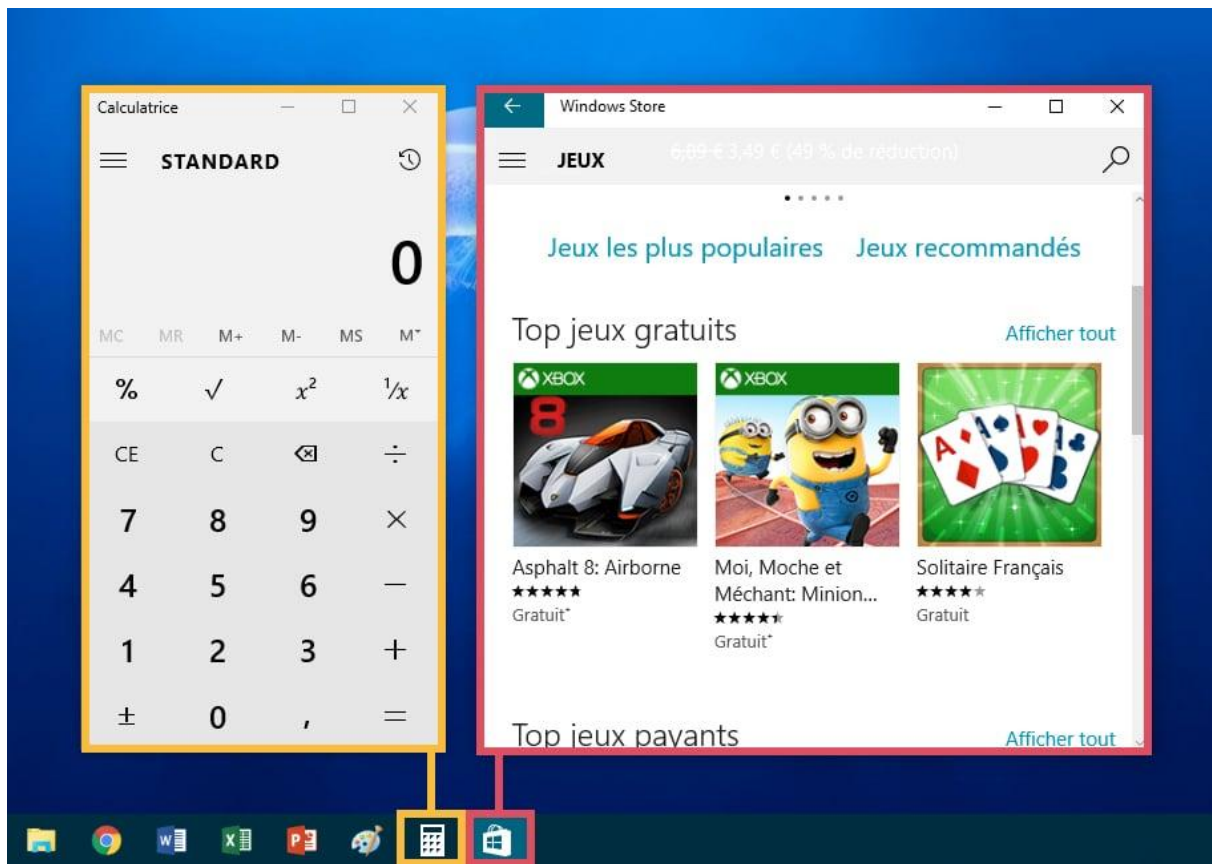 Calculatrice
STANDARD
0
MC MR M+ M- MS M▾
% √ x² ¹/x
CE C ⌫ ÷
7 8 9 ×
4 5 6 −
1 2 3 +
± 0 , =
Windows Store
JEUX 6,89 € 3,49 € (49 % de réduction)
Jeux les plus populaires Jeux recommandés
Top jeux gratuits Afficher tout
XBOX XBOX
8
A A A A
Asphalt 8: Airborne
Gratuit*
Moi, Moche et
Méchant: Minion...
Gratuit*
Solitaire Français
Gratuit
Top jeux payants Afficher tout
W X P